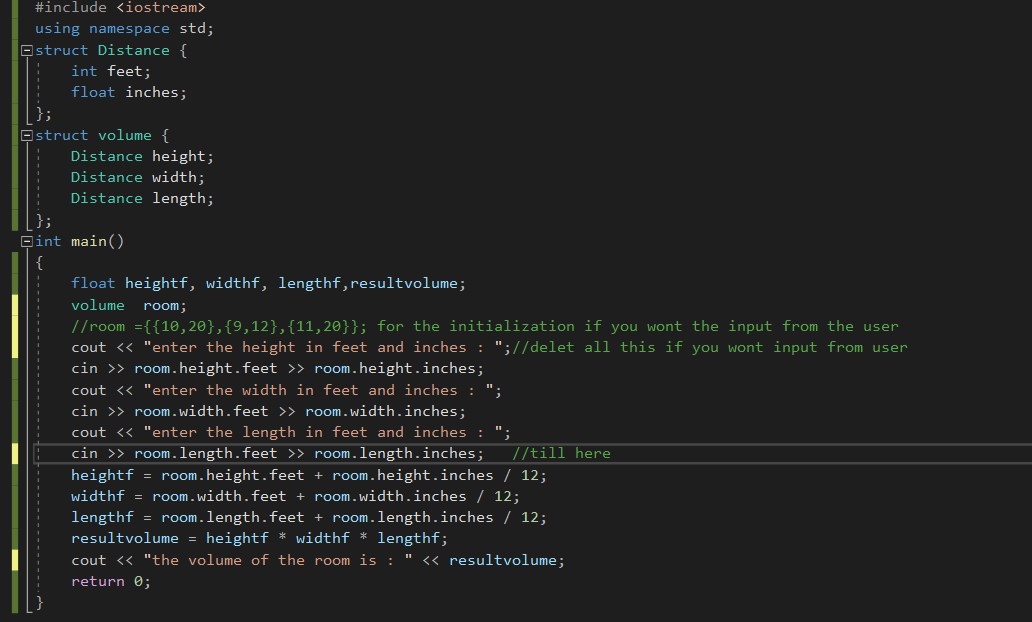 #include <iostream>
using namespace std;
struct Distance {
int feet;
float inches;
};
struct volume {
Distance height;
Distance width;
Distance length;
};
int main()
{
float heightf, widthf, lengthf,resultvolume;
volume  room;
//room ={{10,20},{9,12},{11,20}}; for the initialization if you wont the input from the user
cout << "enter the height in feet and inches : ";//delet all this if you wont input from user
cin >> room.height.feet >> room.height.inches;
cout << "enter the width in feet and inches : ";
cin >> room.width.feet >> room.width.inches;
cout << "enter the length in feet and inches : ";
cin >> room.length.feet >> room.length.inches;   //till here
heightf = room.height.feet + room.height.inches / 12;
widthf = room.width.feet + room.width.inches / 12;
lengthf = room.length.feet + room.length.inches / 12;
resultvolume = heightf * widthf * lengthf;
cout << "the volume of the room is : " << resultvolume;
return 0;
}